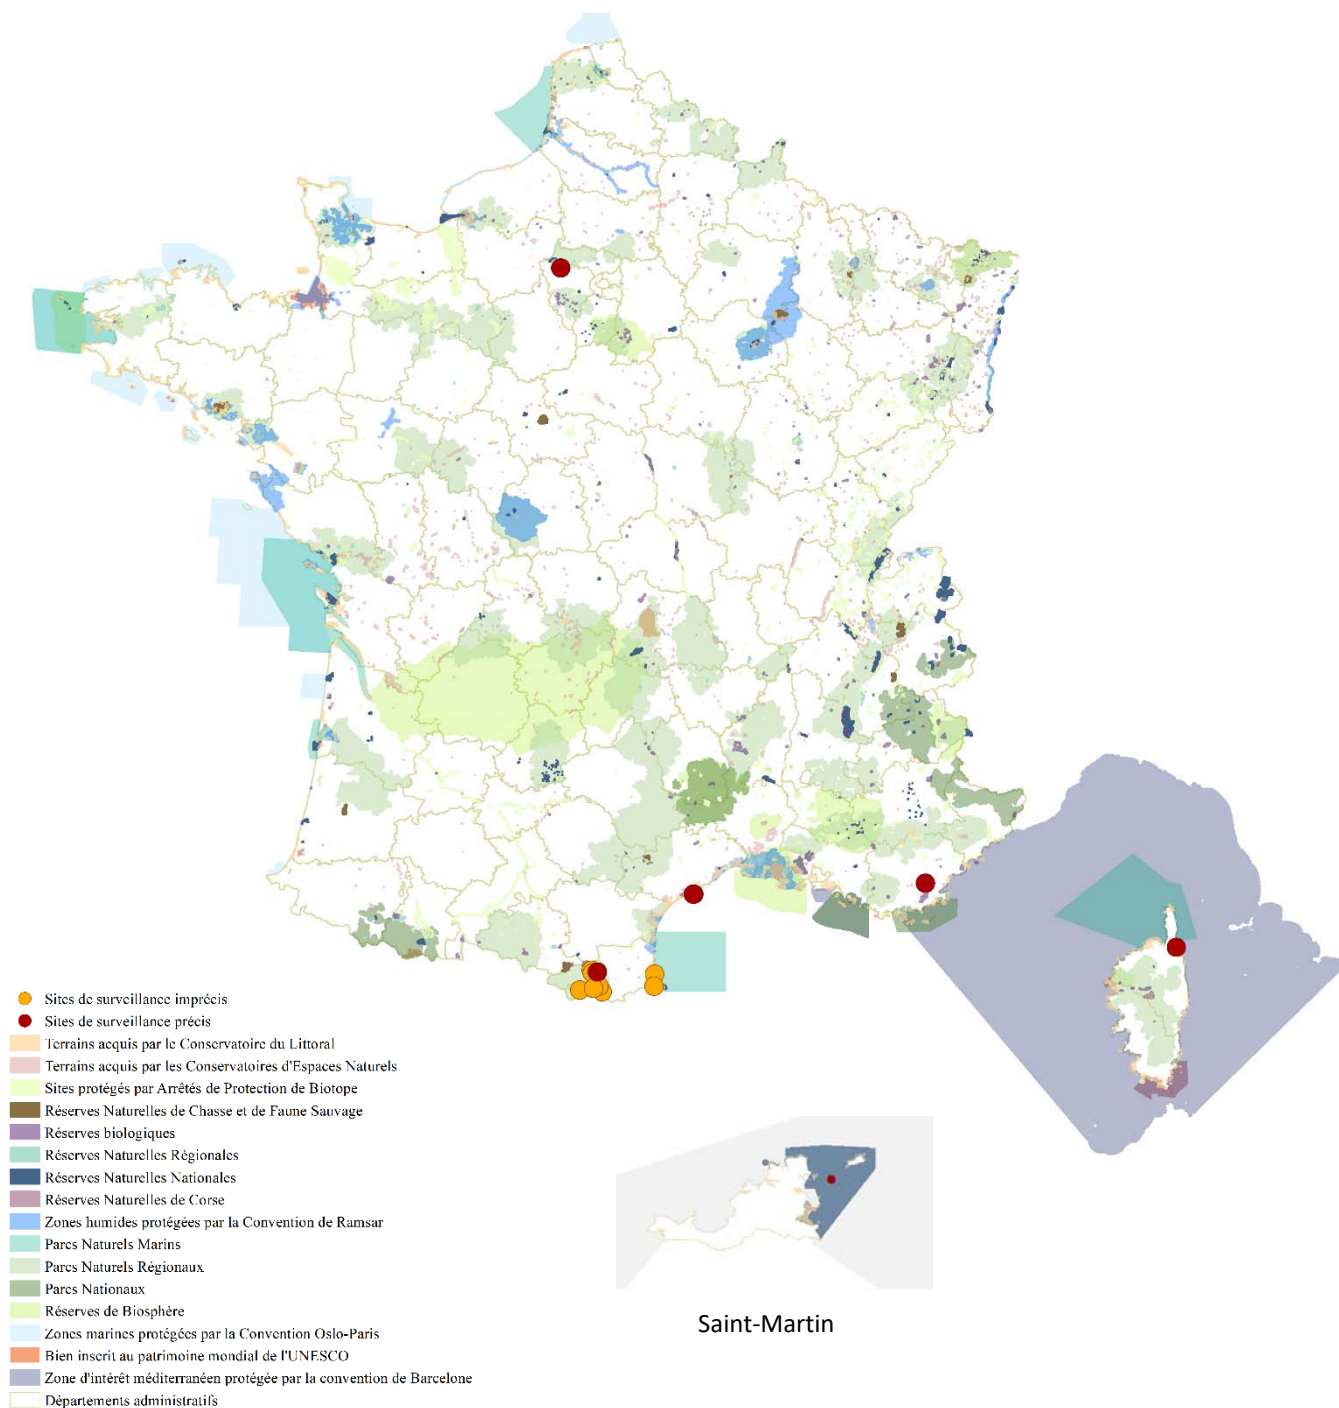 Sites de surveillance imprécis
Sites de surveillance précis
Terrains acquis par le Conservatoire du Littoral
Terrains acquis par les Conservatoires d'Espaces Naturels
Sites protégés par Arrêtés de Protection de Biotope
Réserves Naturelles de Chasse et de Faune Sauvage
Réserves biologiques
Réserves Naturelles Régionales
Réserves Naturelles Nationales
Réserves Naturelles de Corse
Zones humides protégées par la Convention de Ramsar
Parcs Naturels Marins
Parcs Naturels Régionaux
Parcs Nationaux
Réserves de Biosphère
Zones marines protégées par la Convention Oslo-Paris
Bien inscrit au patrimoine mondial de l'UNESCO
Zone d'intérêt méditerranéen protégée par la convention de Barcelone
Départements administratifs
Saint-Martin